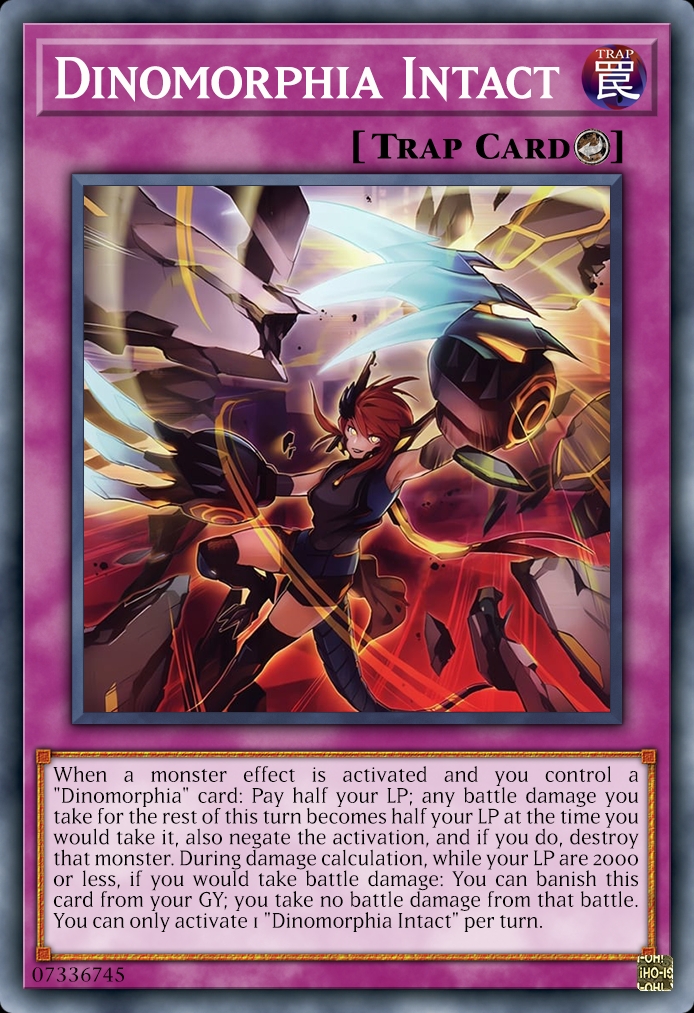 Dinomorphia Intact
TRAP
罠
[ Trap Card ]
When a monster effect is activated and you control a
"Dinomorphia" card: Pay half your LP; any battle damage you
take for the rest of this turn becomes half your LP at the time you
would take it, also negate the activation, and if you do, destroy
that monster. During damage calculation, while your LP are 2000
or less, if you would take battle damage: You can banish this
card from your GY; you take no battle damage from that battle.
You can only activate 1 "Dinomorphia Intact" per turn.
07336745